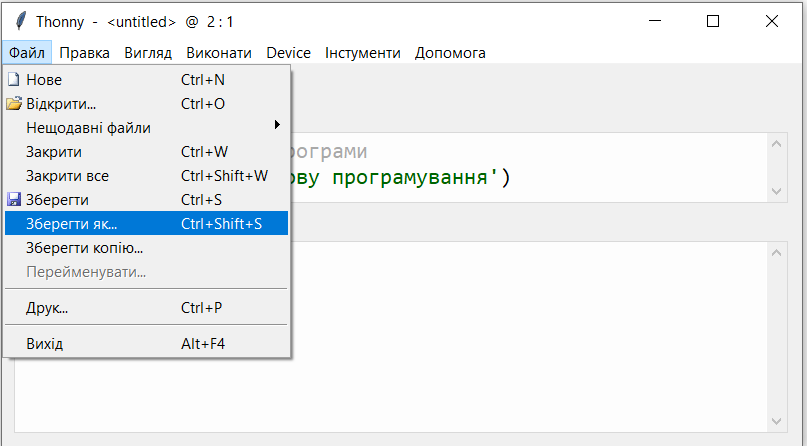 Thonny - <untitled> @ 2 : 1
Файл Правка Вигляд Виконати Device Інстументи Допомога
Нове Ctrl+N
Відкрити... Ctrl+O
Нещодавні файли
Закрити Ctrl+W
Закрити все Ctrl+Shift+W
Зберегти Ctrl+S
Зберегти як... Ctrl+Shift+S
Зберегти копію...
Перейменувати...
Друк... Ctrl+P
Вихід Alt+F4
рограми
ову програмування')